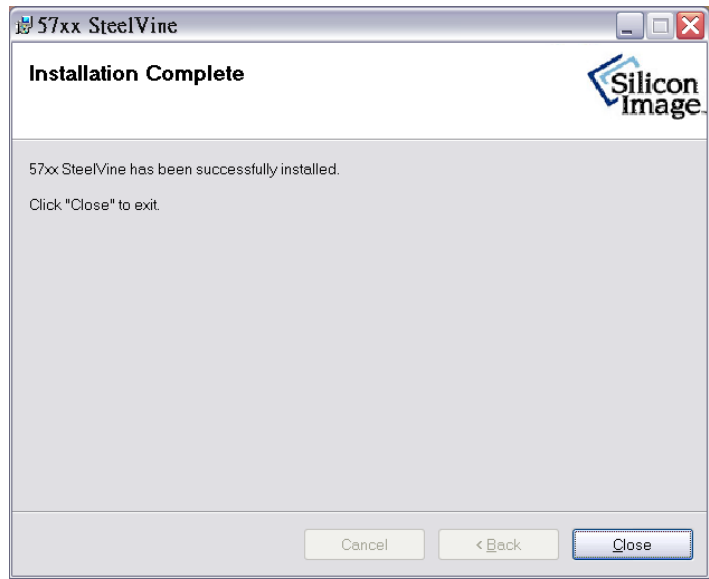 57xx SteelVine
Installation Complete
Silicon
Image
57xx SteelVine has been successfully installed.
Click "Close" to exit.
Cancel
< Back
Close